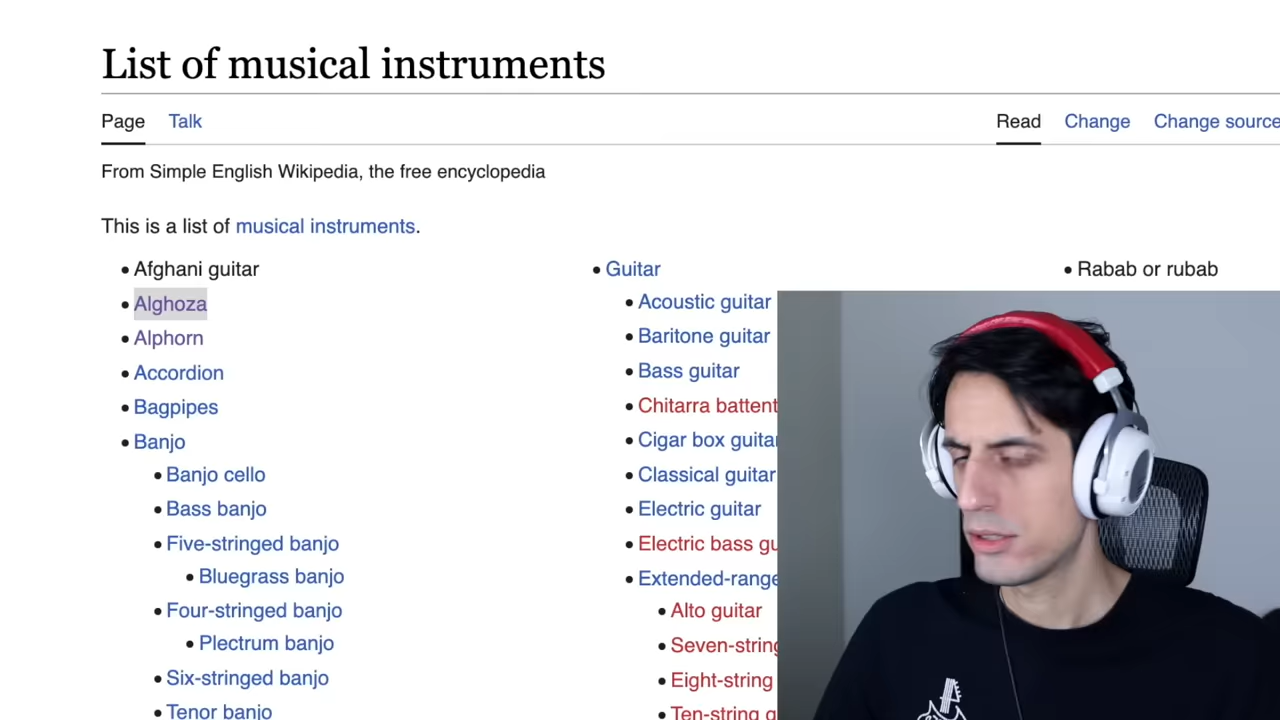 List of musical instruments
Page Talk Read Change Change source
From Simple English Wikipedia, the free encyclopedia
This is a list of musical instruments.
Afghani guitar
Alghoza
Alphorn
Accordion
Bagpipes
Banjo
Banjo cello
Bass banjo
Five-stringed banjo
Bluegrass banjo
Four-stringed banjo
Plectrum banjo
Six-stringed banjo
Tenor banjo
Guitar
Acoustic guitar
Baritone guitar
Bass guitar
Chitarra battent
Cigar box guitar
Classical guitar
Electric guitar
Electric bass gu
Extended-range
Alto guitar
Seven-string
Eight-string
Ten-string g
Rabab or rubab